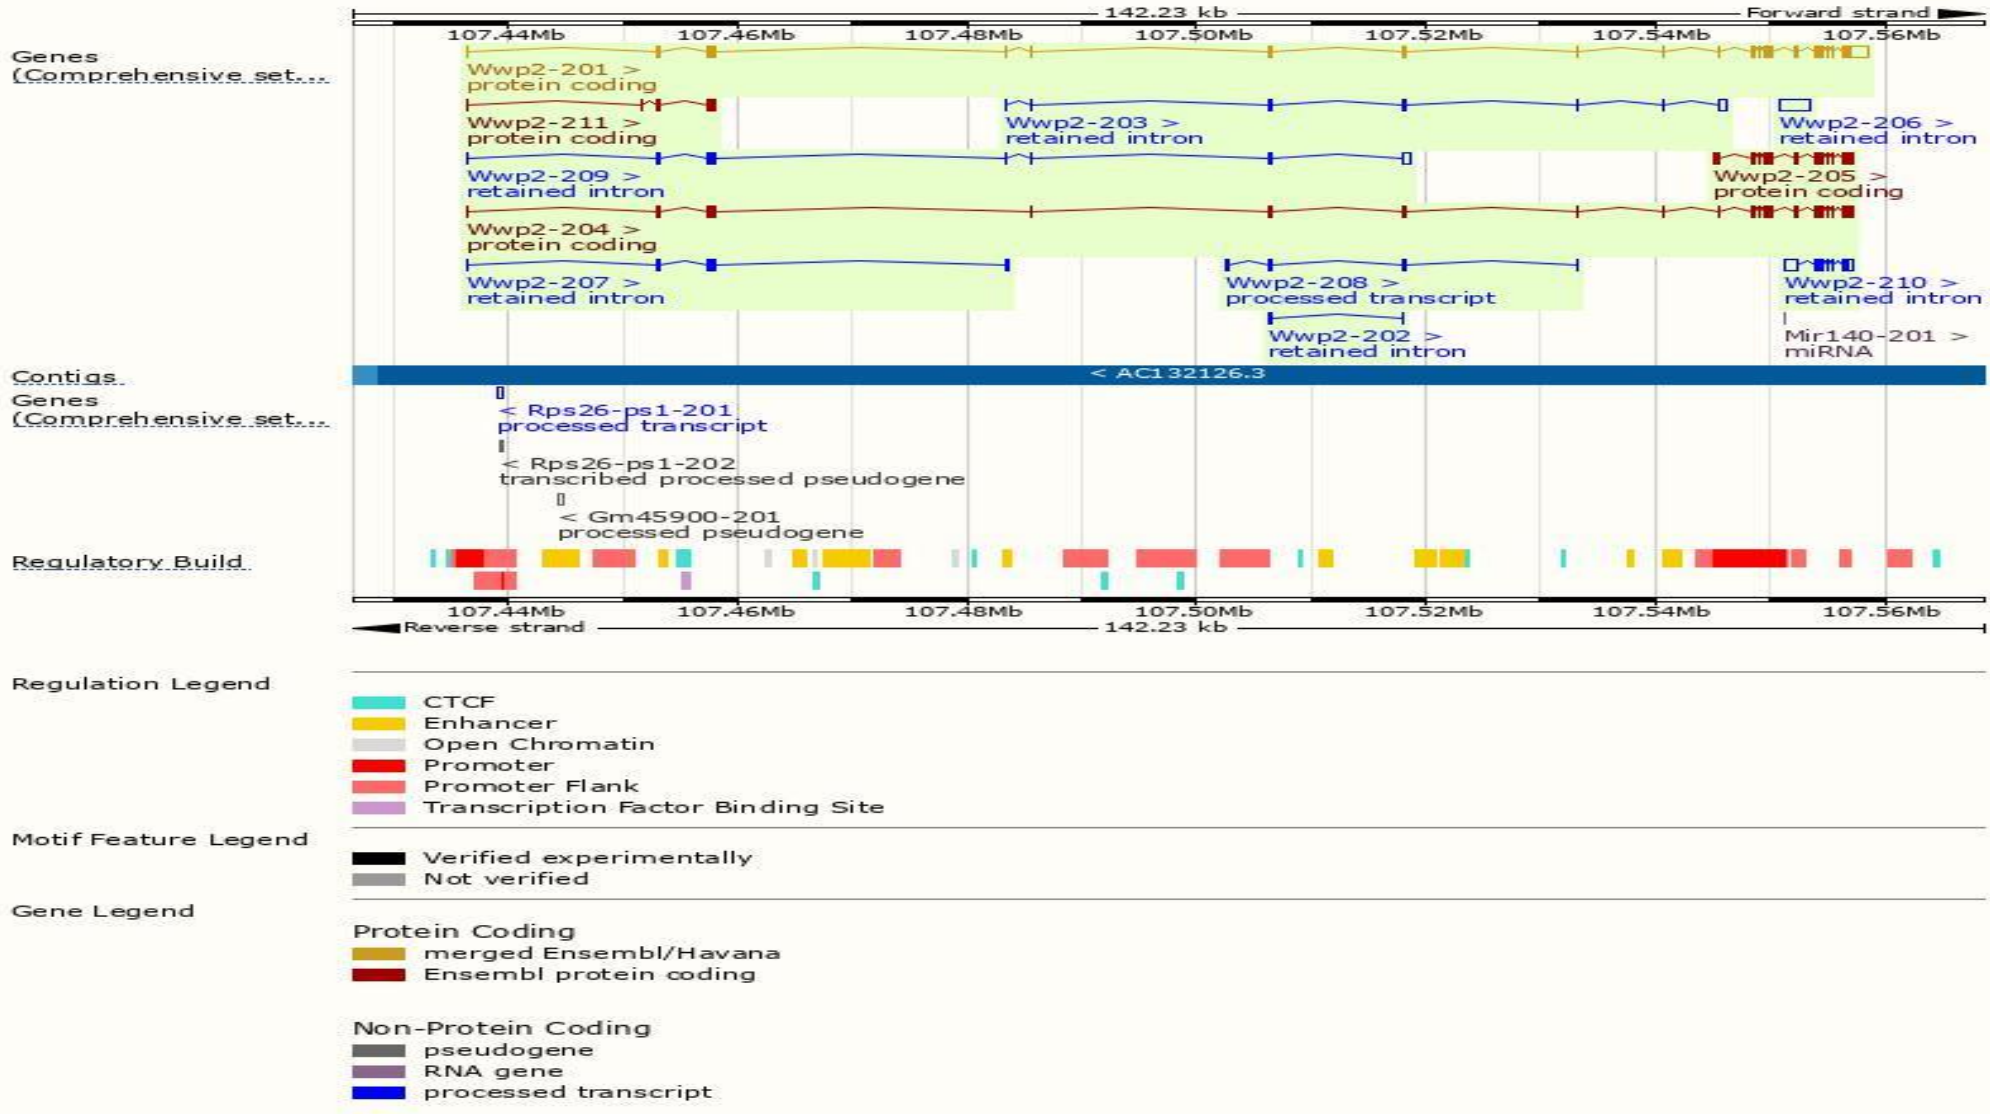 142.23 kb Forward strand
107.44Mb 107.46Mb 107.48Mb 107.50Mb 107.52Mb 107.54Mb 107.56Mb
Genes
(Comprehensive set...
Wwp2-201 >
protein coding
Wwp2-211 > Wwp2-203 > Wwp2-206 >
protein coding retained intron retained intron
Wwp2-209 > Wwp2-205 >
retained intron protein coding
Wwp2-204 >
protein coding
Wwp2-207 > Wwp2-208 > Wwp2-210 >
retained intron processed transcript retained intron
Wwp2-202 > Mir140-201 >
retained intron miRNA
Contigs < AC132126.3
Genes
(Comprehensive set...
< Rps26-ps1-201
processed transcript
< Rps26-ps1-202
transcribed processed pseudogene
< Gm45900-201
processed pseudogene
Regulatory Build
107.44Mb 107.46Mb 107.48Mb 107.50Mb 107.52Mb 107.54Mb 107.56Mb
Reverse strand 142.23 kb
Regulation Legend
CTCF
Enhancer
Open Chromatin
Promoter
Promoter Flank
Transcription Factor Binding Site
Motif Feature Legend
Verified experimentally
Not verified
Gene Legend
Protein Coding
merged Ensembl/Havana
Ensembl protein coding
Non-Protein Coding
pseudogene
RNA gene
processed transcript